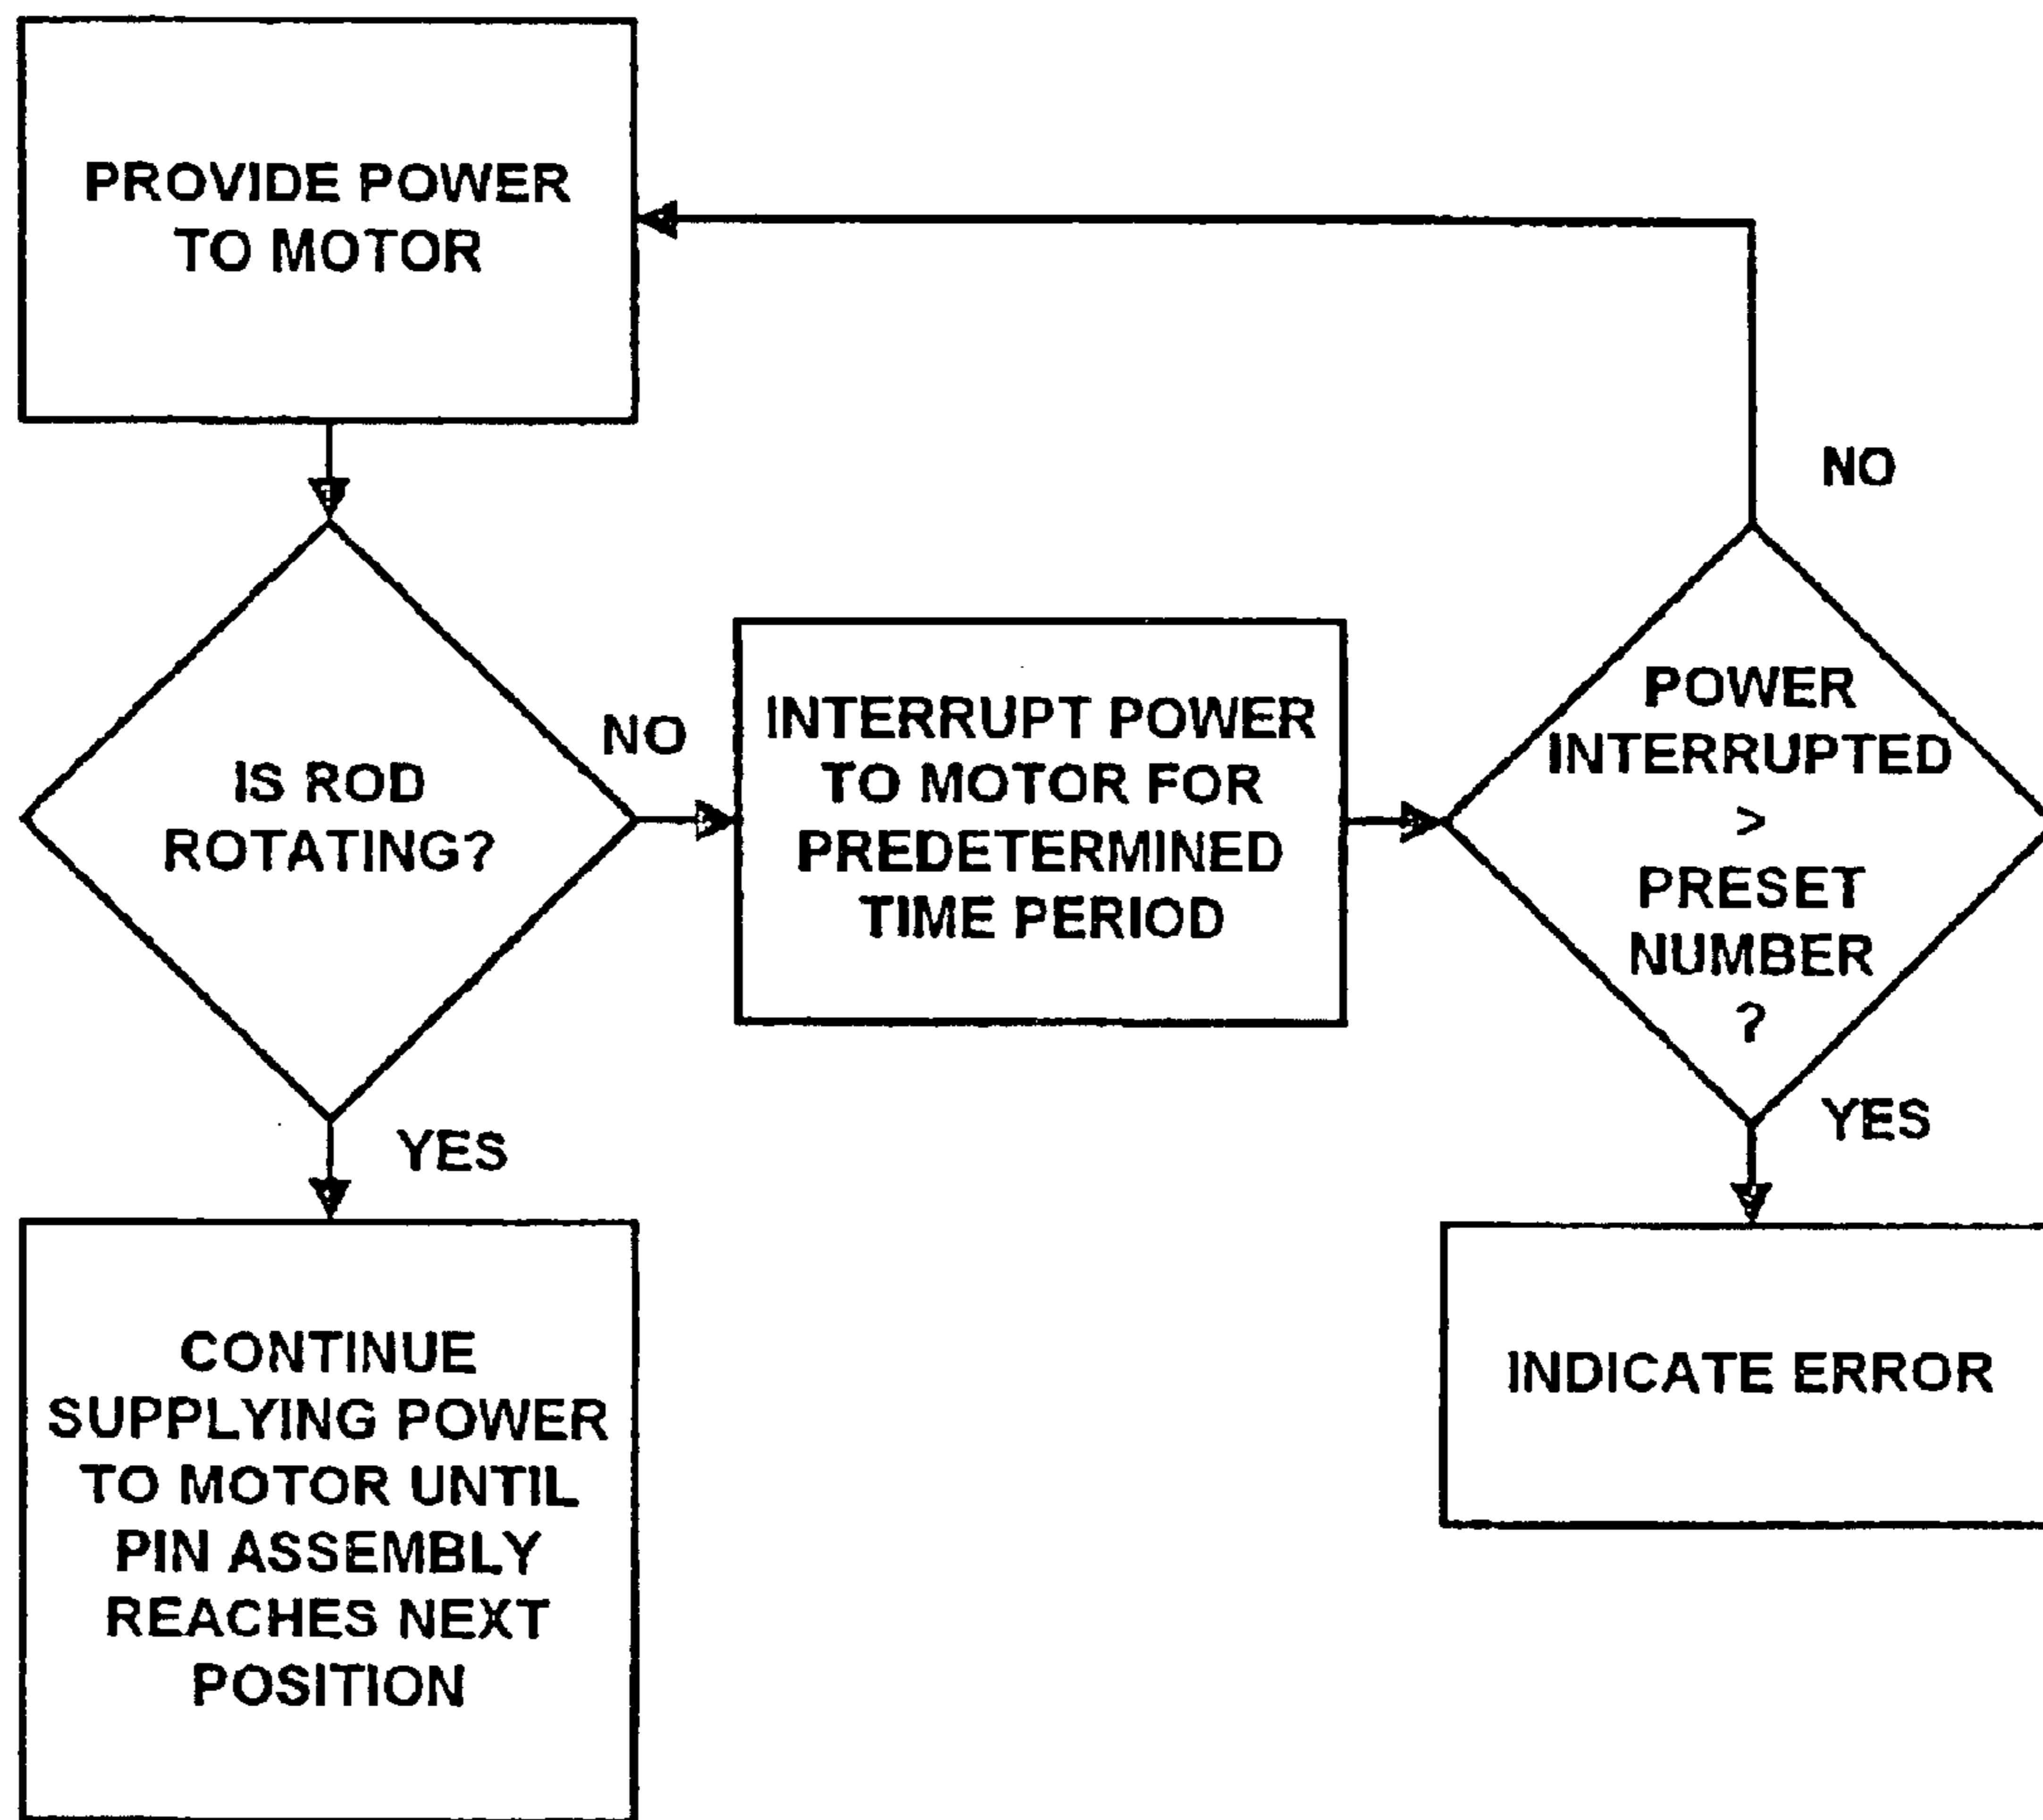 PROVIDE POWER
TO MOTOR
NO
IS ROD
ROTATING?
NO
INTERRUPT POWER
TO MOTOR FOR
PREDETERMINED
TIME PERIOD
POWER
INTERRUPTED
>
PRESET
NUMBER
?
YES
YES
CONTINUE
SUPPLYING POWER
TO MOTOR UNTIL
PIN ASSEMBLY
REACHES NEXT
POSITION
INDICATE ERROR